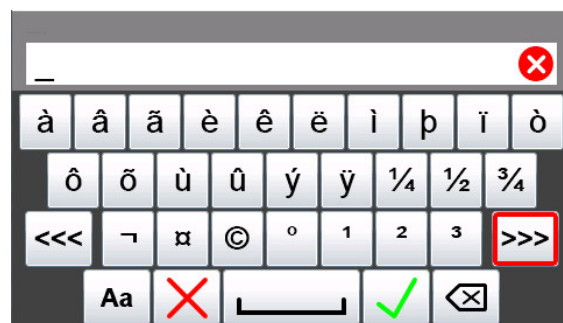 _
à â ã è ê ë ì þ ï ò
ô õ ù û ý ÿ ¼ ½ ¾
<<< ¬ ¤ © º ¹ ² ³ >>>
Aa